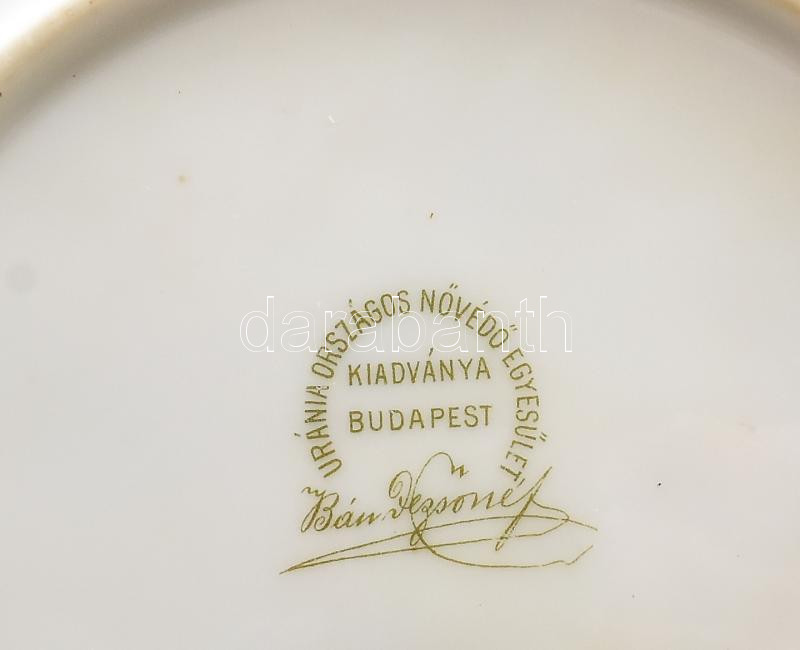 URÁNIA ORSZÁGOS NŐVÉDŐ EGYESÜLET
KIADVÁNYA
BUDAPEST
Bán Dezsőné
darabanth